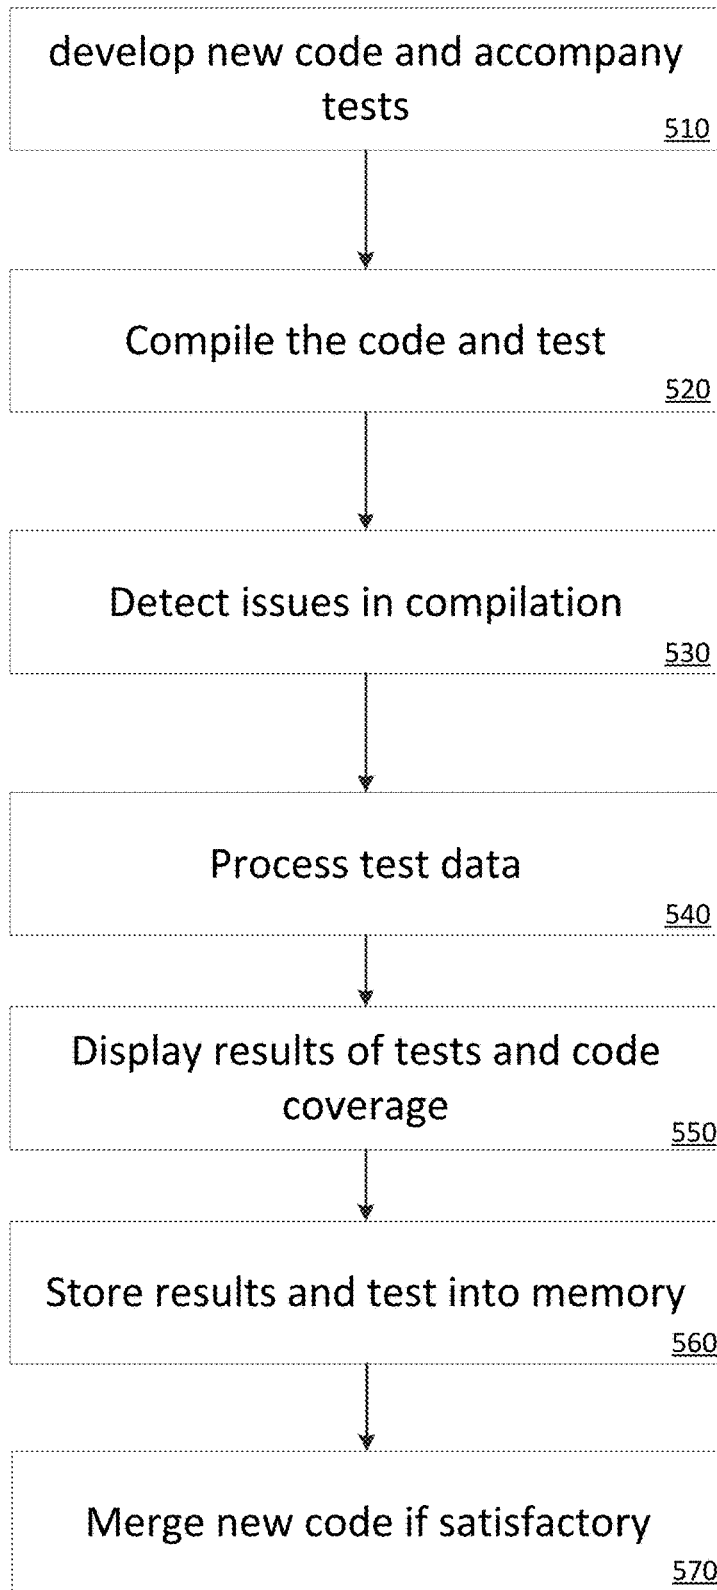 develop new code and accompany
tests
510
Compile the code and test
520
Detect issues in compilation
530
Process test data
540
Display results of tests and code
coverage
550
Store results and test into memory
560
Merge new code if satisfactory
570